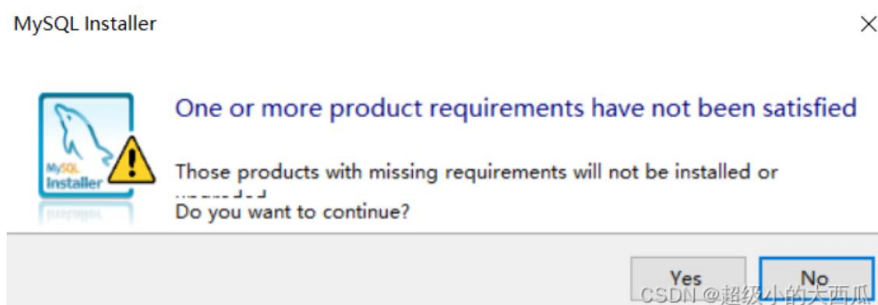 MySQL Installer
One or more product requirements have not been satisfied
MySQL
Installer
Those products with missing requirements will not be installed or
Do you want to continue?
Yes
No
CSDN @超级小的大西瓜